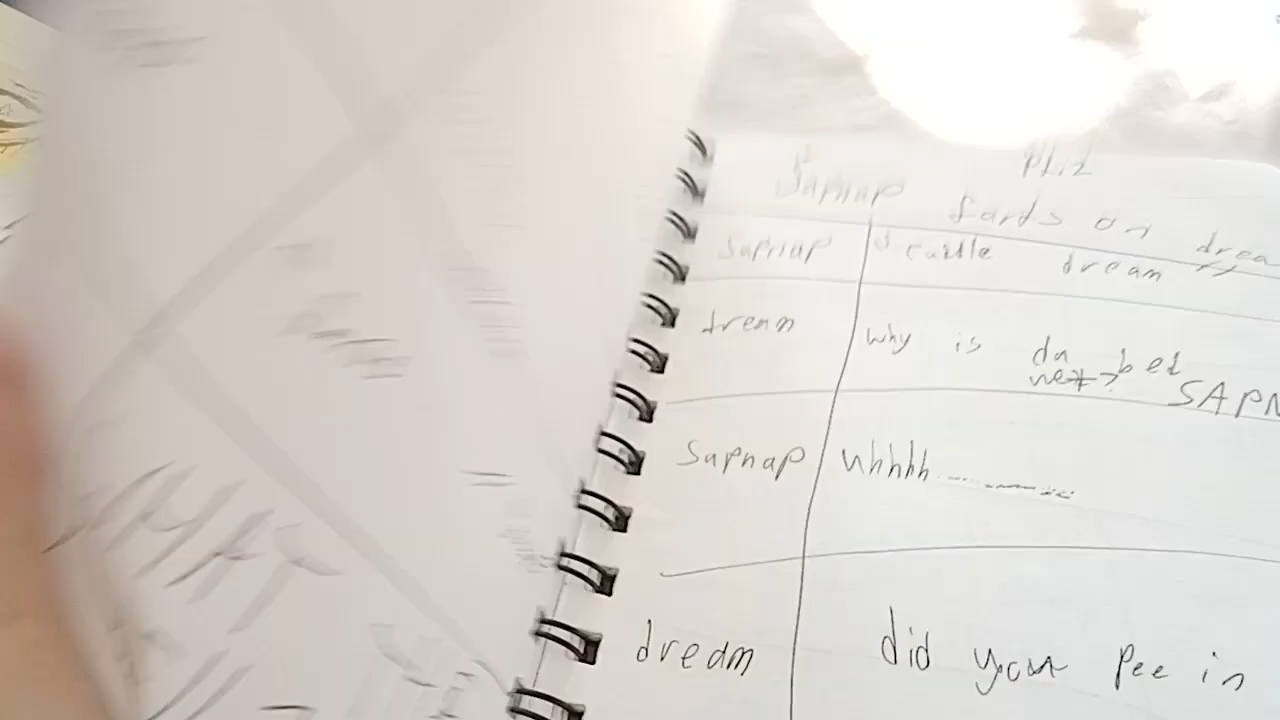 Sapnap farts on drea
sapnap cuddle dream
dream why is da bed
wet? SAPN
Sapnap Uhhhh............
dream did you pee in